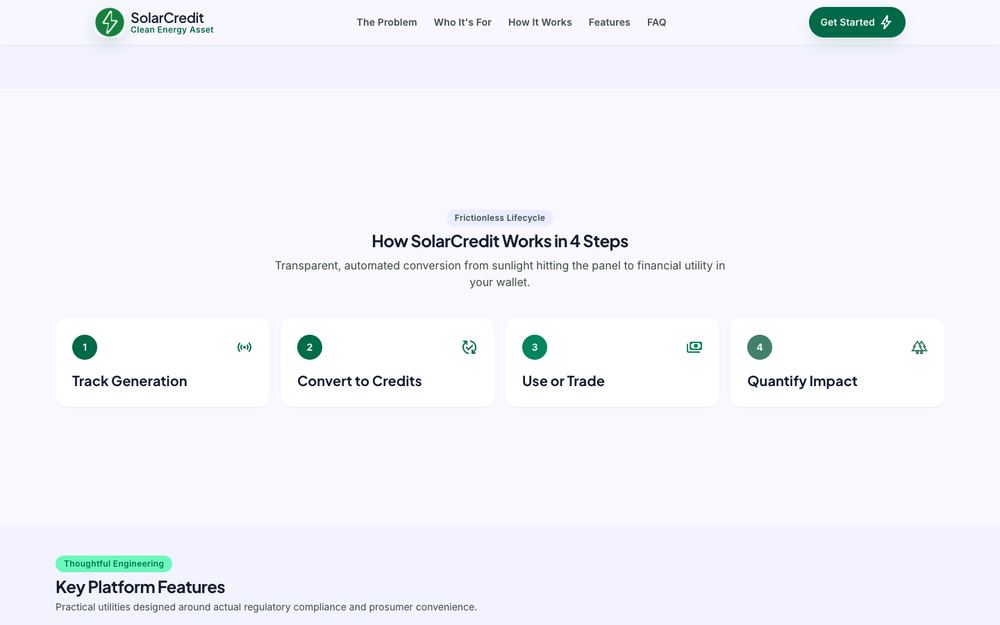 SolarCredit
Clean Energy Asset
The Problem
Who It's For
How It Works
Features
FAQ
Get Started
Frictionless Lifecycle
How SolarCredit Works in 4 Steps
Transparent, automated conversion from sunlight hitting the panel to financial utility in
your wallet.
1
Track Generation
2
Convert to Credits
3
Use or Trade
4
Quantify Impact
Thoughtful Engineering
Key Platform Features
Practical utilities designed around actual regulatory compliance and prosumer convenience.